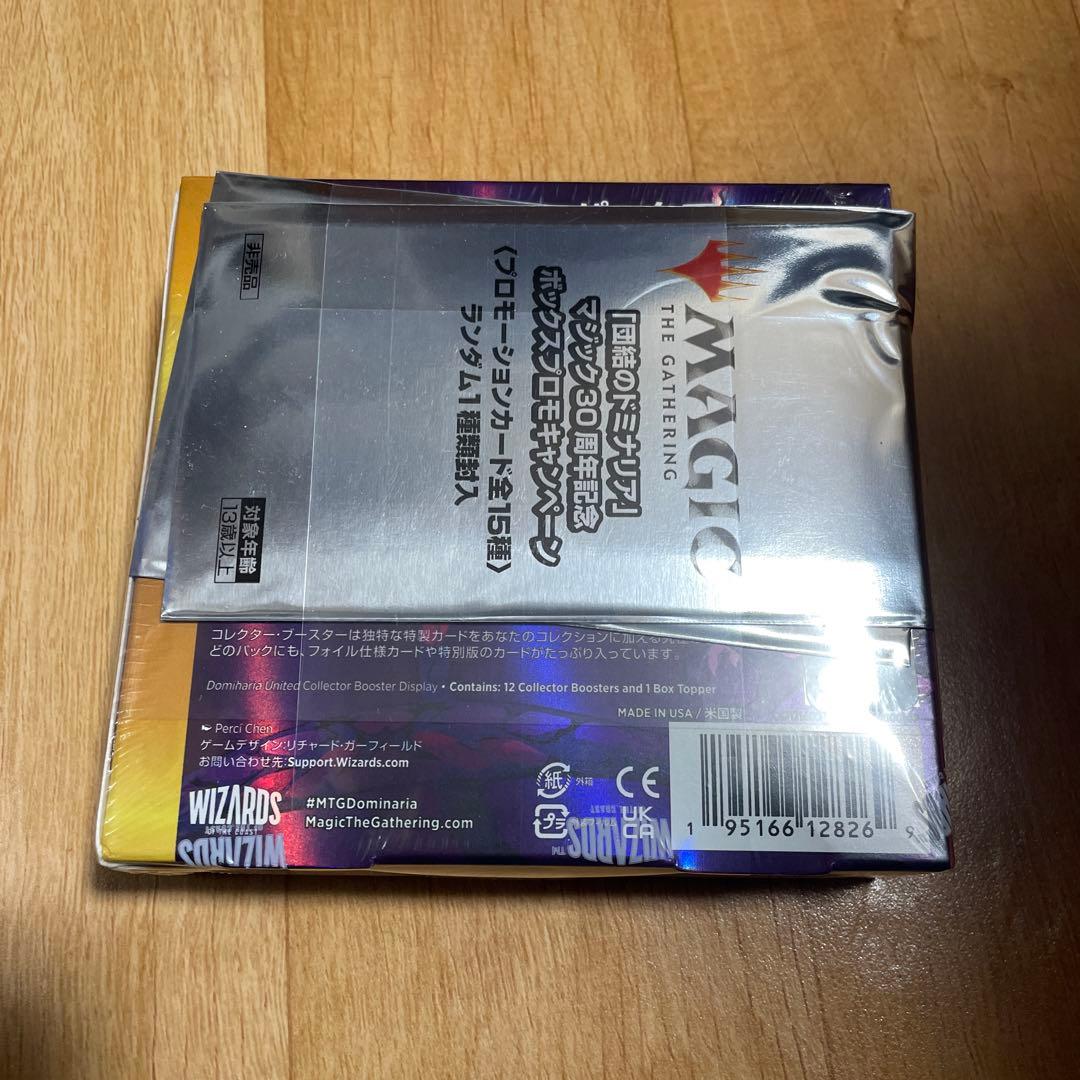 MAGIC
THE GATHERING
「団結のドミナリア」
マジック30周年記念
ボックスプロモキャンペーン
〈プロモーションカード全15種〉
ランダム1種類封入
非売品
対象年齢
13歳以上
コレクター・ブースターは独特な特製カードをあなたのコレクションに加える
どのパックにも、フォイル仕様カードや特別版のカードがたっぷり入っています。
Dominaria United Collector Booster Display • Contains: 12 Collector Boosters and 1 Box Topper
MADE IN USA / 米国製
Perci Chen
ゲームデザイン:リチャード・ガーフィールド
お問い合わせ先:Support.Wizards.com
WIZARDS
OF THE COAST
#MTGDominaria
MagicTheGathering.com
紙 外箱
プラ
CE
UK
CA
WIZARDS
WIZARDS
1 95166 12826 9